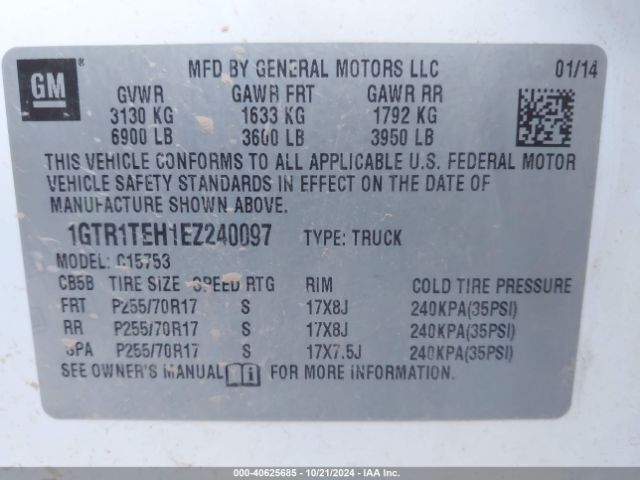 GM
MFD BY GENERAL MOTORS LLC 01/14
GVWR GAWR FRT GAWR RR
3130 KG 1633 KG 1792 KG
6900 LB 3600 LB 3950 LB
THIS VEHICLE CONFORMS TO ALL APPLICABLE U.S. FEDERAL MOTOR
VEHICLE SAFETY STANDARDS IN EFFECT ON THE DATE OF
MANUFACTURE SHOWN ABOVE.
1GTR1TEH1EZ240097 TYPE: TRUCK
MODEL: C15753
CB5B TIRE SIZE SPEED RTG RIM COLD TIRE PRESSURE
FRT P255/70R17 S 17X8J 240KPA(35PSI)
RR P255/70R17 S 17X8J 240KPA(35PSI)
SPA P255/70R17 S 17X7.5J 240KPA(35PSI)
SEE OWNER'S MANUAL FOR MORE INFORMATION.
000-40625685 - 10/21/2024 - IAA Inc.